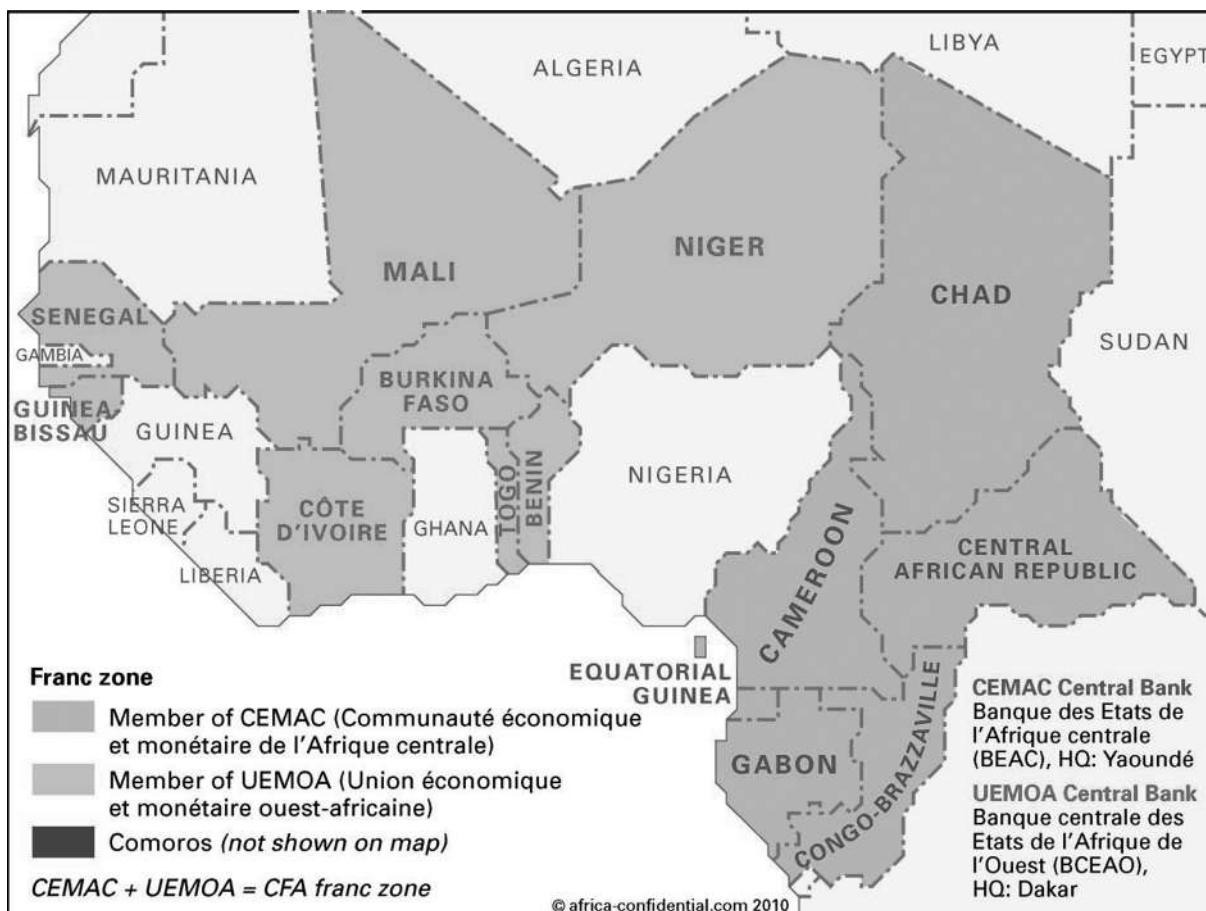 LIBYA
EGYPT
ALGERIA
MAURITANIA
NIGER
MALI
CHAD
SENEGAL
SUDAN
GAMBIA
BURKINA
FASO
GUINEA
BISSAU
GUINEA
NIGERIA
SIERRA
LEONE
CÔTE
D'IVOIRE
GHANA
TOGO
BENIN
LIBERIA
CAMEROON
CENTRAL
AFRICAN REPUBLIC
EQUATORIAL
GUINEA
GABON
CONGO-BRAZZAVILLE
Franc zone
Member of CEMAC (Communauté économique
et monétaire de l'Afrique centrale)
Member of UEMOA (Union économique
et monétaire ouest-africaine)
Comoros (not shown on map)
CEMAC + UEMOA = CFA franc zone
CEMAC Central Bank
Banque des Etats de
l'Afrique centrale
(BEAC), HQ: Yaoundé
UEMOA Central Bank
Banque centrale des
Etats de l'Afrique de
l'Ouest (BCEAO),
HQ: Dakar
© africa-confidential.com 2010